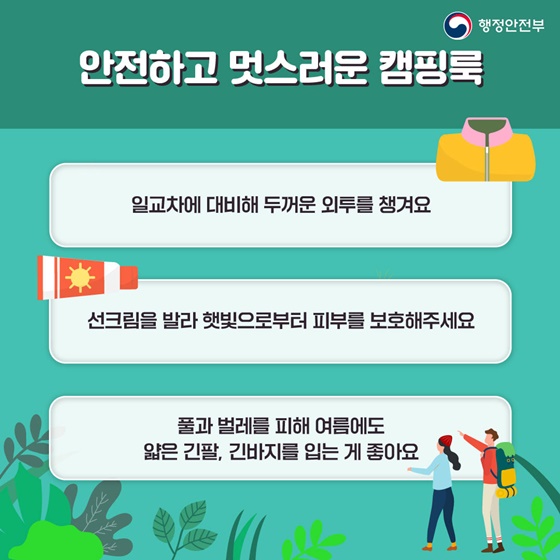 행정안전부
안전하고 멋스러운 캠핑룩
일교차에 대비해 두꺼운 외투를 챙겨요
선크림을 발라 햇빛으로부터 피부를 보호해주세요
풀과 벌레를 피해 여름에도
얇은 긴팔, 긴바지를 입는 게 좋아요